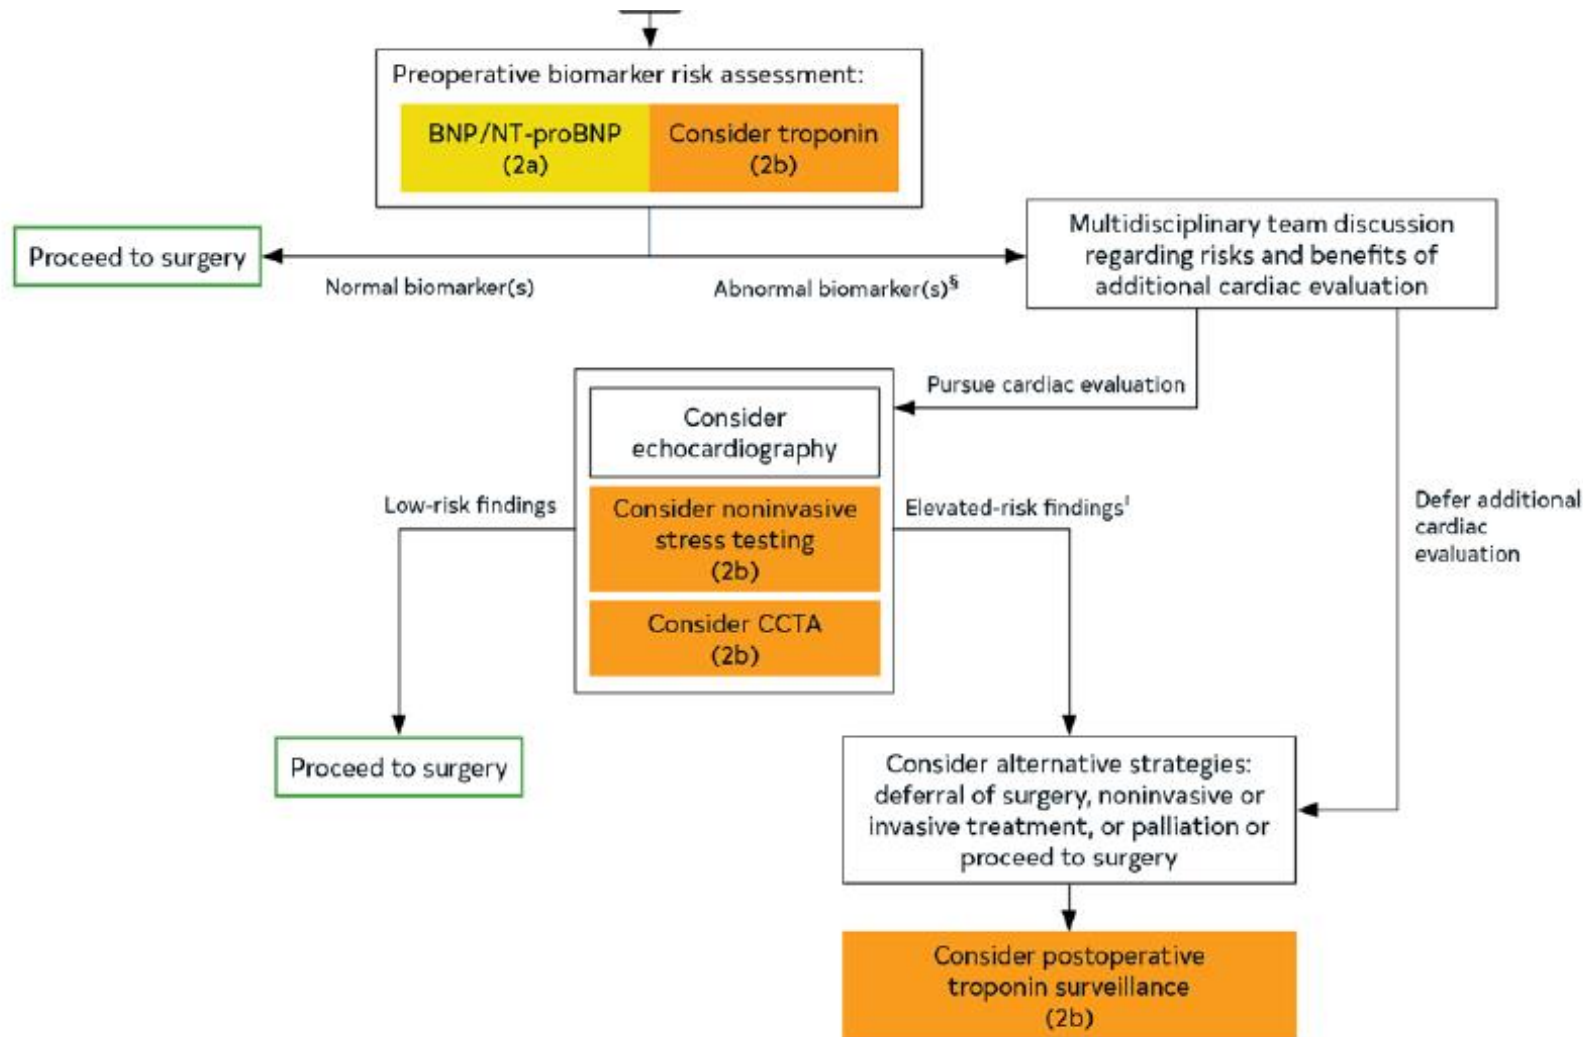 Preoperative biomarker risk assessment:
BNP/NT-proBNP
(2a)
Consider troponin
(2b)
Proceed to surgery
Normal biomarker(s)
Abnormal biomarker(s)§
Multidisciplinary team discussion
regarding risks and benefits of
additional cardiac evaluation
Pursue cardiac evaluation
Consider
echocardiography
Low-risk findings
Consider noninvasive
stress testing
(2b)
Elevated-risk findings
Defer additional
cardiac
evaluation
Consider CCTA
(2b)
Proceed to surgery
Consider alternative strategies:
deferral of surgery, noninvasive or
invasive treatment, or palliation or
proceed to surgery
Consider postoperative
troponin surveillance
(2b)